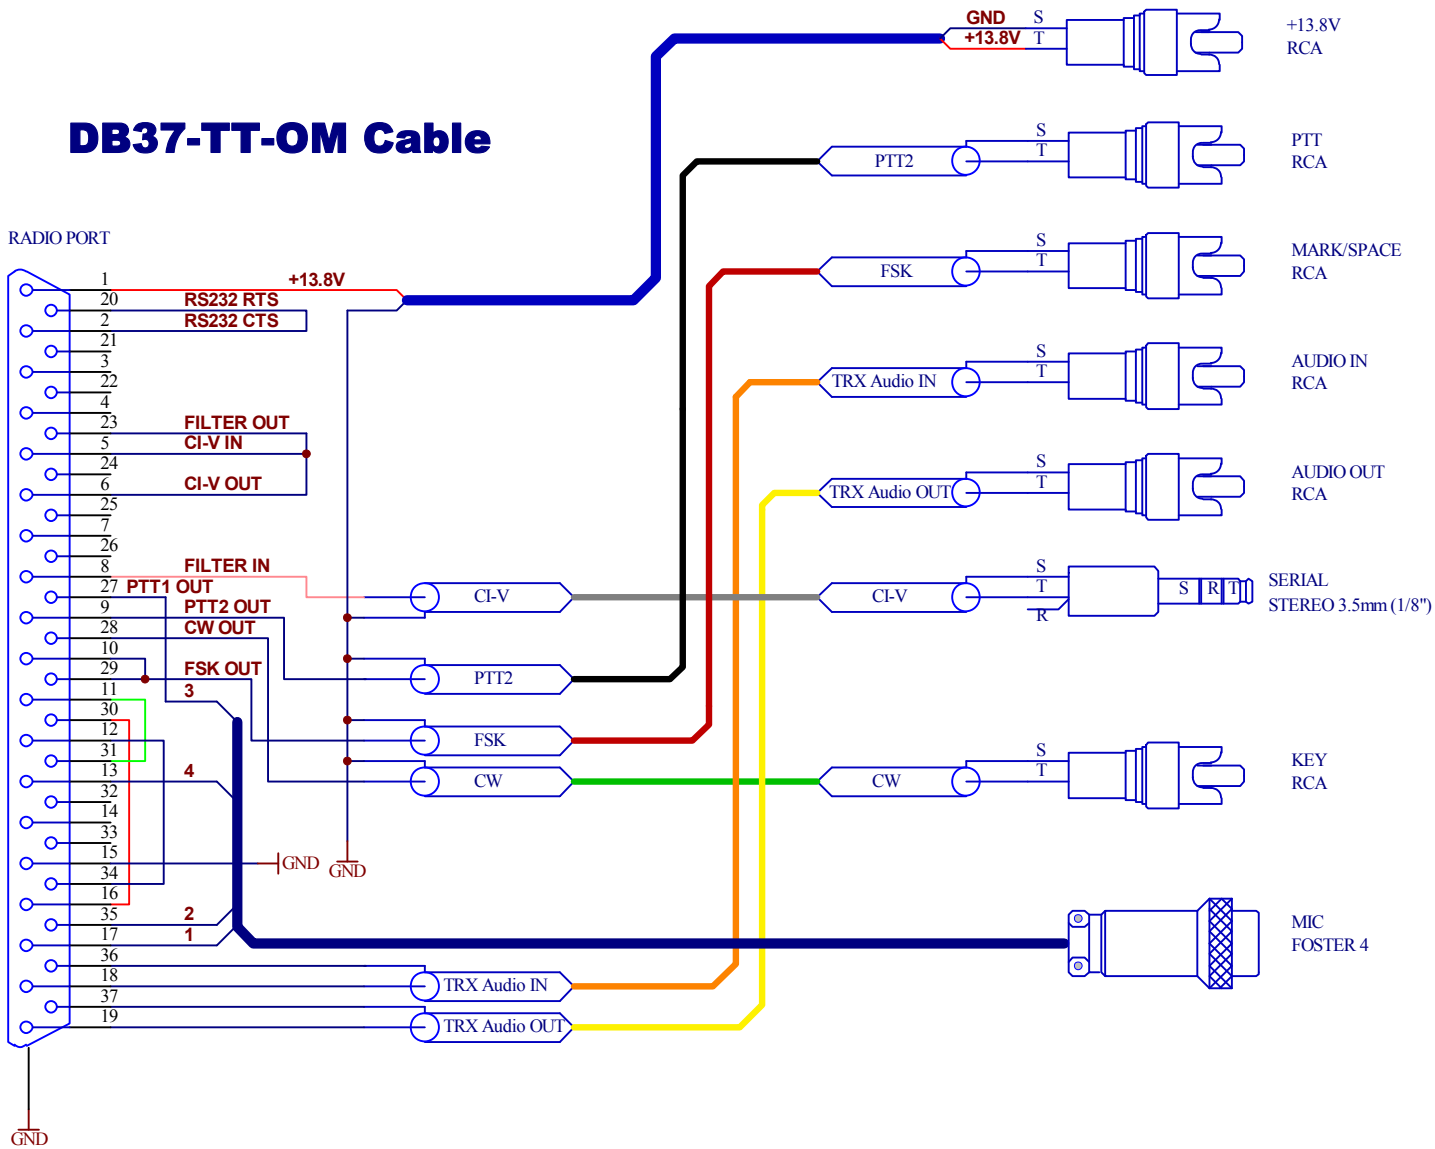 DB37-TT-OM Cable
RADIO PORT
1
+13.8V
20
RS232 RTS
2
RS232 CTS
21
3
22
4
23
FILTER OUT
5
CI-V IN
24
6
CI-V OUT
25
7
26
8
FILTER IN
27
PTT1 OUT
9
PTT2 OUT
28
CW OUT
10
29
FSK OUT
11
3
30
12
31
13
4
32
14
33
15
GND
GND
34
16
35
2
17
1
36
18
37
19
GND
CI-V
PTT2
FSK
CW
TRX Audio IN
TRX Audio OUT
GND
S
+13.8V
T
+13.8V
RCA
PTT2
S
T
PTT
RCA
FSK
S
T
MARK/SPACE
RCA
TRX Audio IN
S
T
AUDIO IN
RCA
TRX Audio OUT
S
T
AUDIO OUT
RCA
CI-V
S
T
R
S R T
SERIAL
STEREO 3.5mm (1/8")
CW
S
T
KEY
RCA
MIC
FOSTER 4